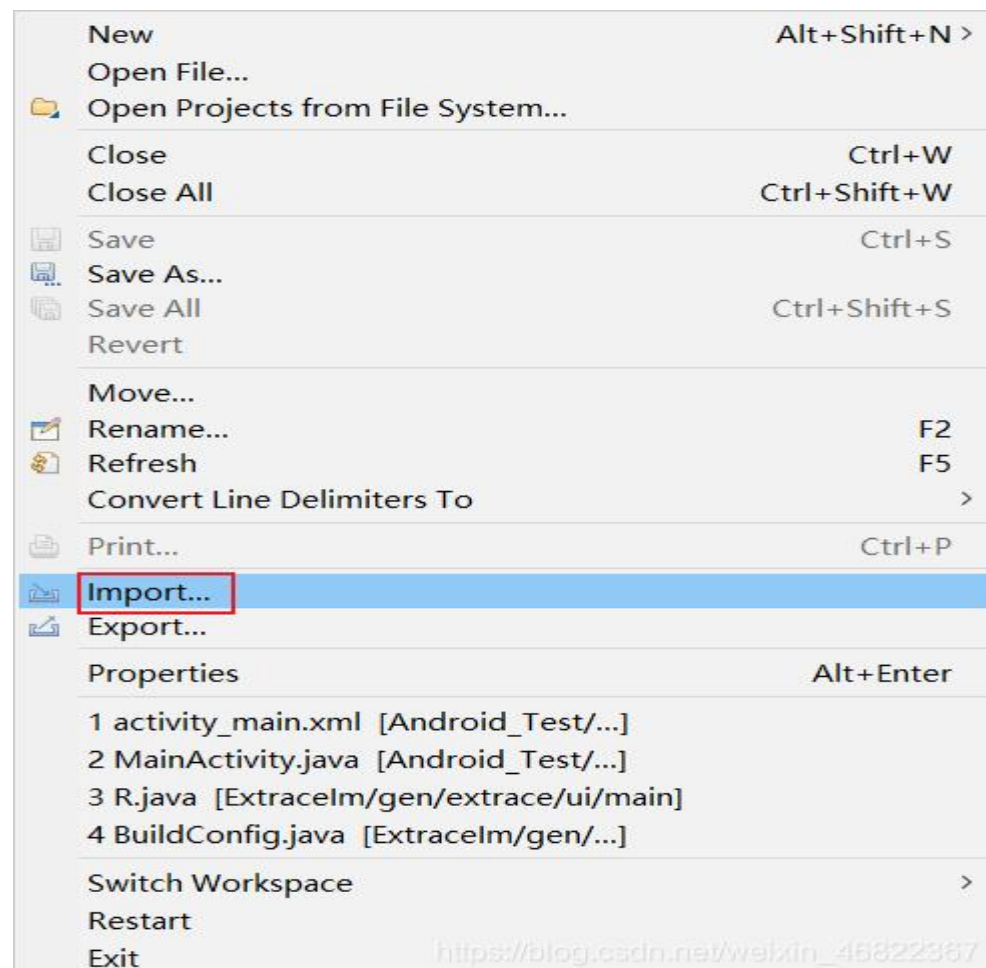 New Alt+Shift+N >
Open File...
Open Projects from File System...
Close Ctrl+W
Close All Ctrl+Shift+W
Save Ctrl+S
Save As...
Save All Ctrl+Shift+S
Revert
Move...
Rename... F2
Refresh F5
Convert Line Delimiters To >
Print... Ctrl+P
Import...
Export...
Properties Alt+Enter
1 activity_main.xml [Android_Test/...]
2 MainActivity.java [Android_Test/...]
3 R.java [ExtraceIm/gen/extrace/ui/main]
4 BuildConfig.java [ExtraceIm/gen/...]
Switch Workspace >
Restart
Exit
https://blog.csdn.net/weixin_46822367